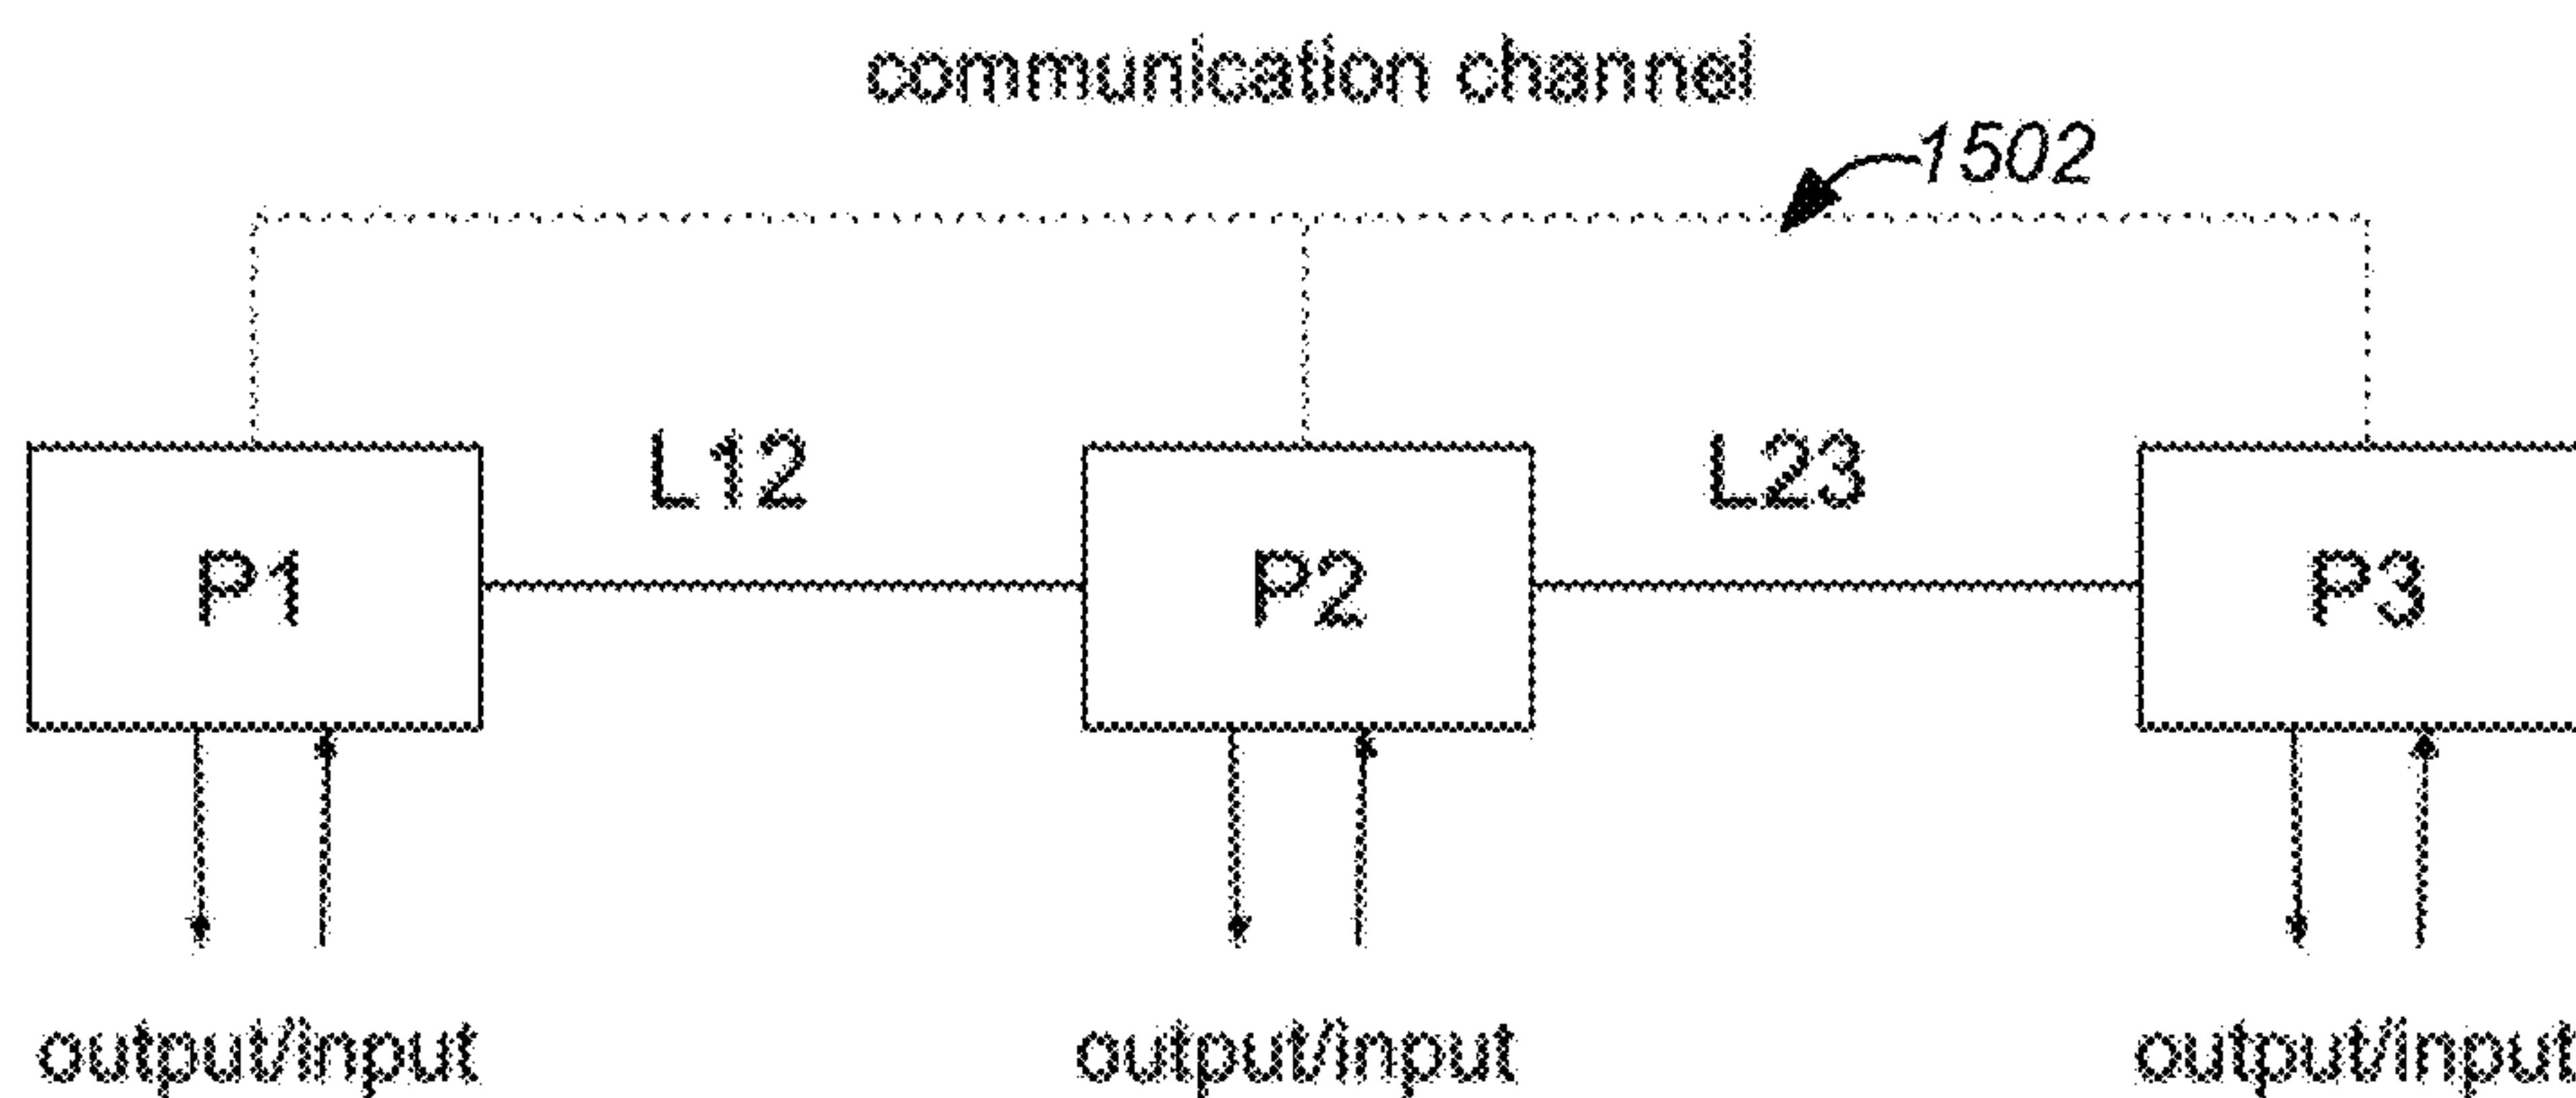 communication channel
1502
L12
L23
P1
P2
P3
output/input
output/input
output/input